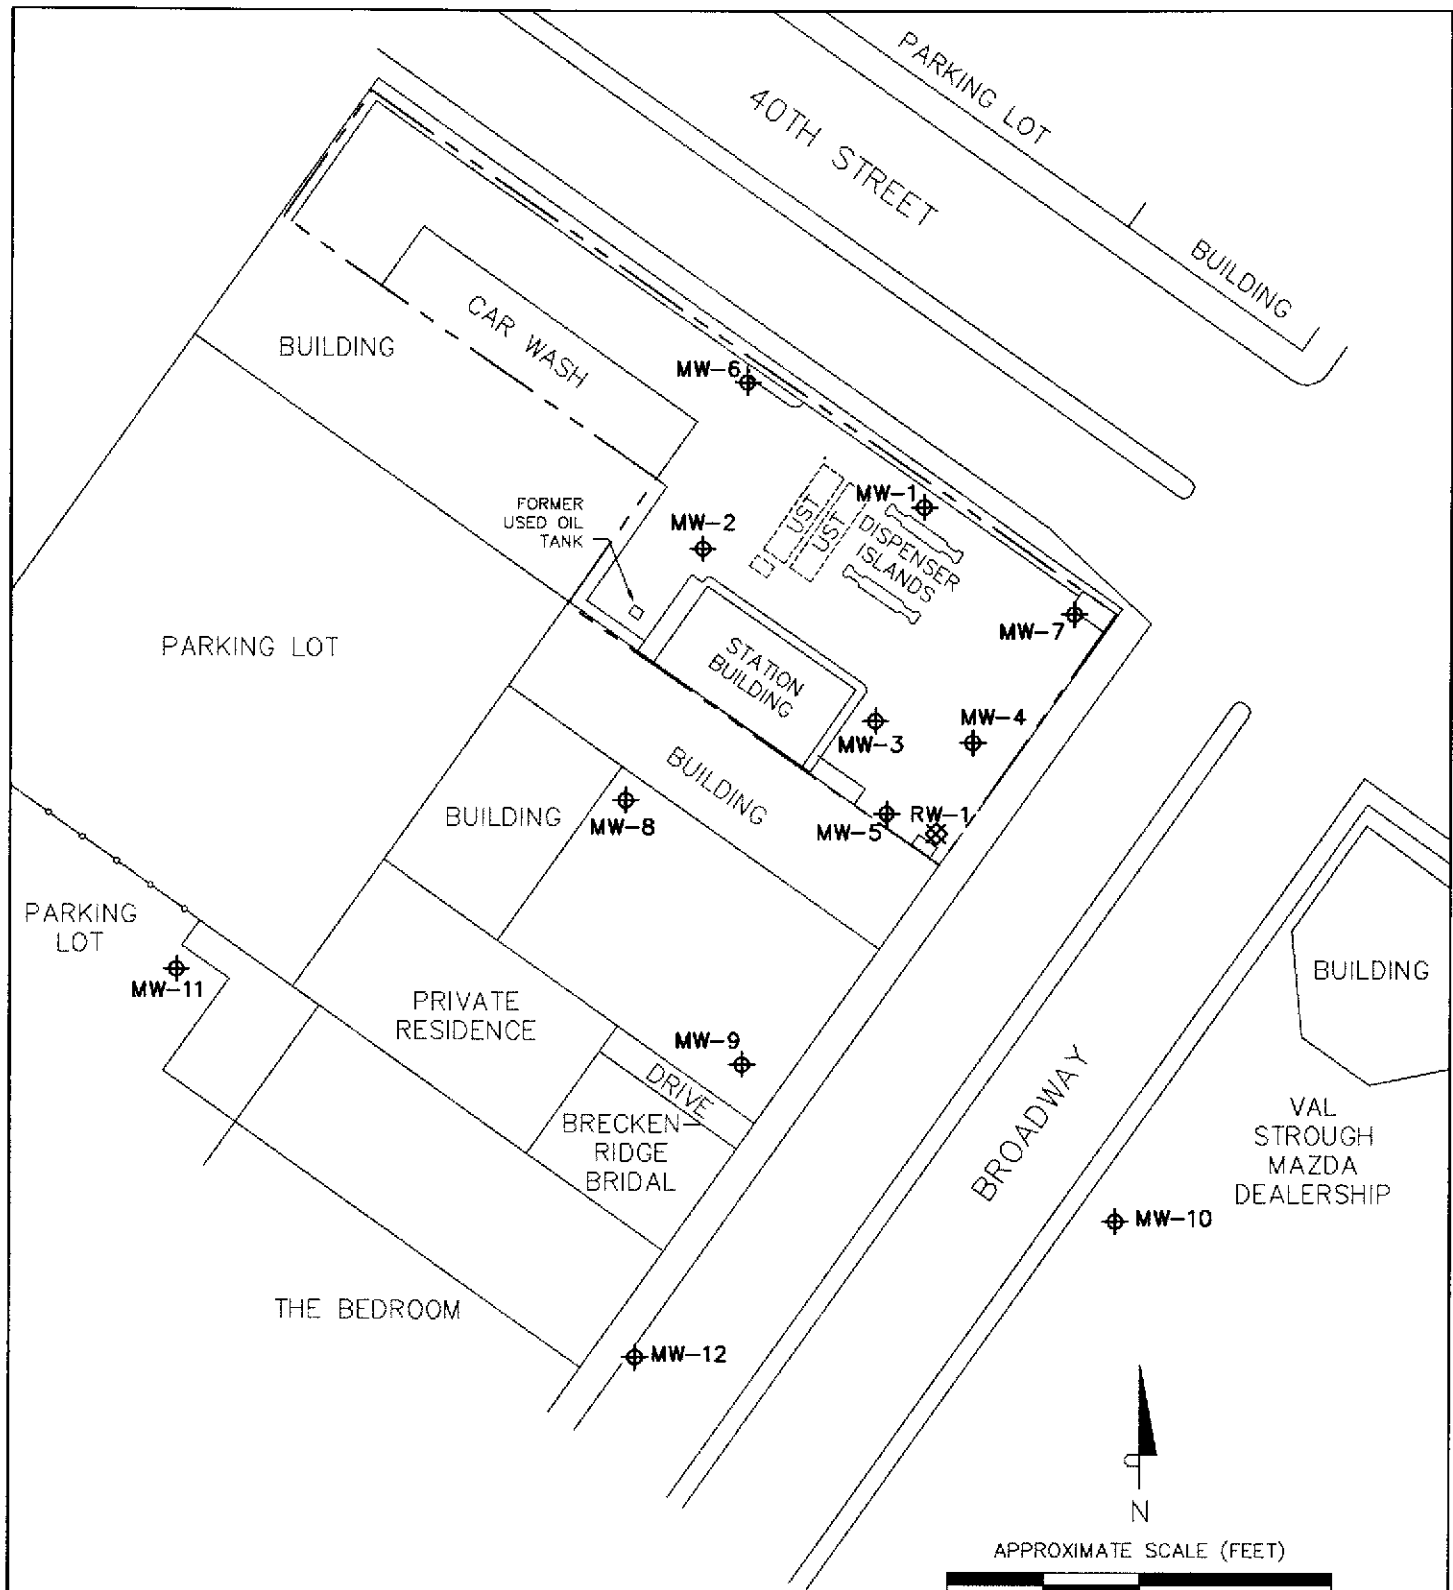 PARKING LOT
40TH STREET
BUILDING
CAR WASH
BUILDING
MW-6
FORMER
USED OIL
TANK
MW-2
UST
UST
MW-1
DISPENSER
ISLANDS
MW-7
PARKING LOT
STATION
BUILDING
MW-4
MW-3
BUILDING
BUILDING
MW-8
MW-5
RW-1
PARKING
LOT
MW-11
PRIVATE
RESIDENCE
MW-9
DRIVE
BRECKEN-
RIDGE
BRIDAL
BROADWAY
BUILDING
VAL
STROUGH
MAZDA
DEALERSHIP
MW-10
THE BEDROOM
MW-12
N
APPROXIMATE SCALE (FEET)